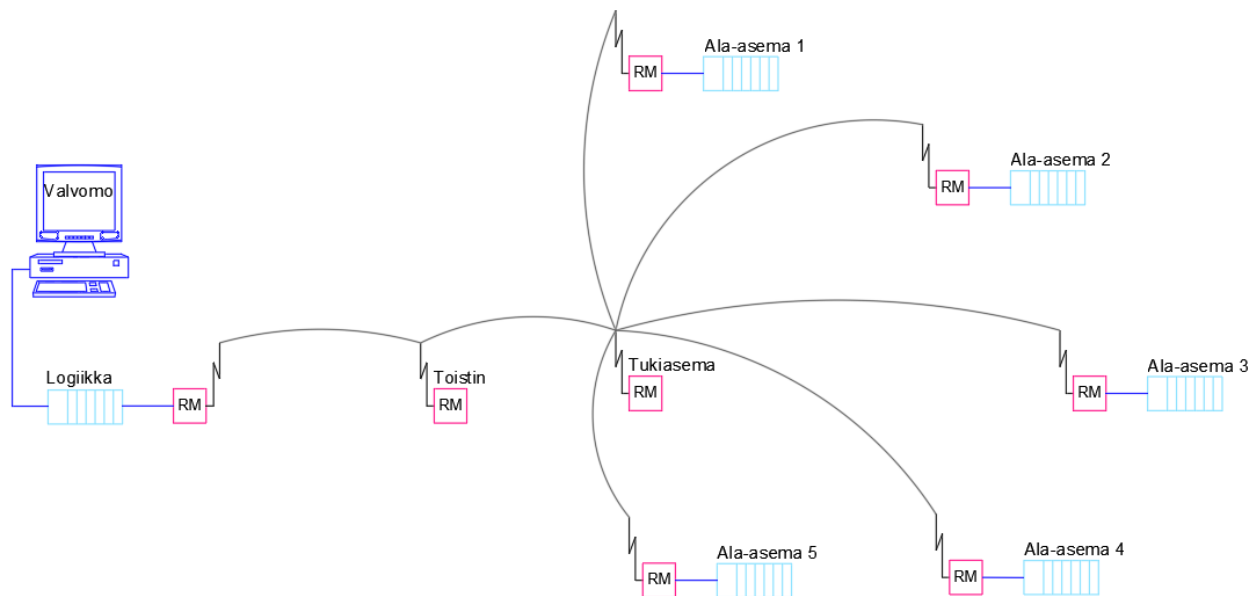 Ala-asema 1
RM
Ala-asema 2
RM
Valvomo
Logiikka
RM
Toistin
RM
Tukiasema
RM
Ala-asema 3
RM
Ala-asema 5
RM
Ala-asema 4
RM